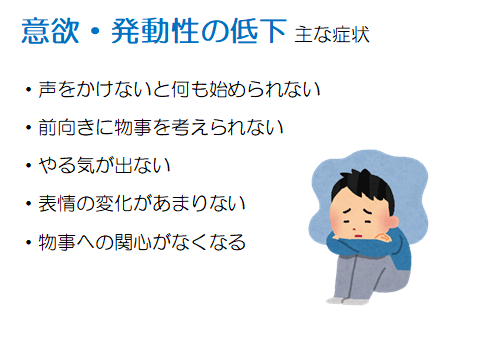 意欲・発動性の低下 主な症状
・声をかけないと何も始められない
・前向きに物事を考えられない
・やる気が出ない
・表情の変化があまりない
・物事への関心がなくなる